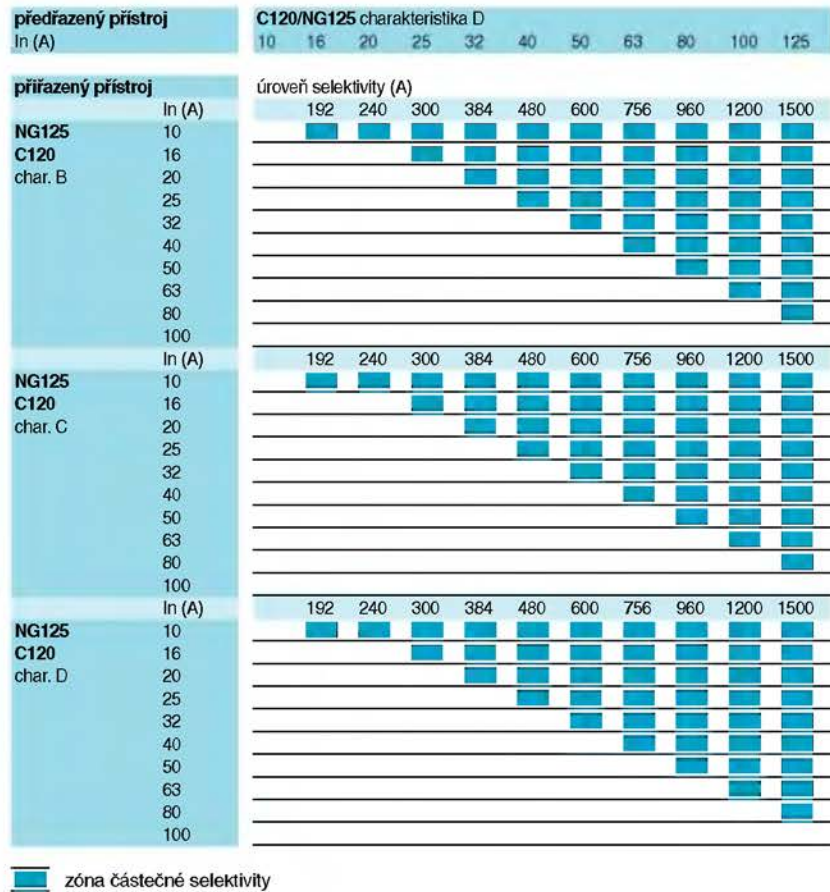 předřazený přístroj C120/NG125 charakteristika D
In (A) 10 16 20 25 32 40 50 63 80 100 125
přiřazený přístroj úroveň selektivity (A)
In (A) 192 240 300 384 480 600 756 960 1200 1500
NG125 10
C120 16
char. B 20
25
32
40
50
63
80
100
In (A) 192 240 300 384 480 600 756 960 1200 1500
NG125 10
C120 16
char. C 20
25
32
40
50
63
80
100
In (A) 192 240 300 384 480 600 756 960 1200 1500
NG125 10
C120 16
char. D 20
25
32
40
50
63
80
100
zóna částečné selektivity